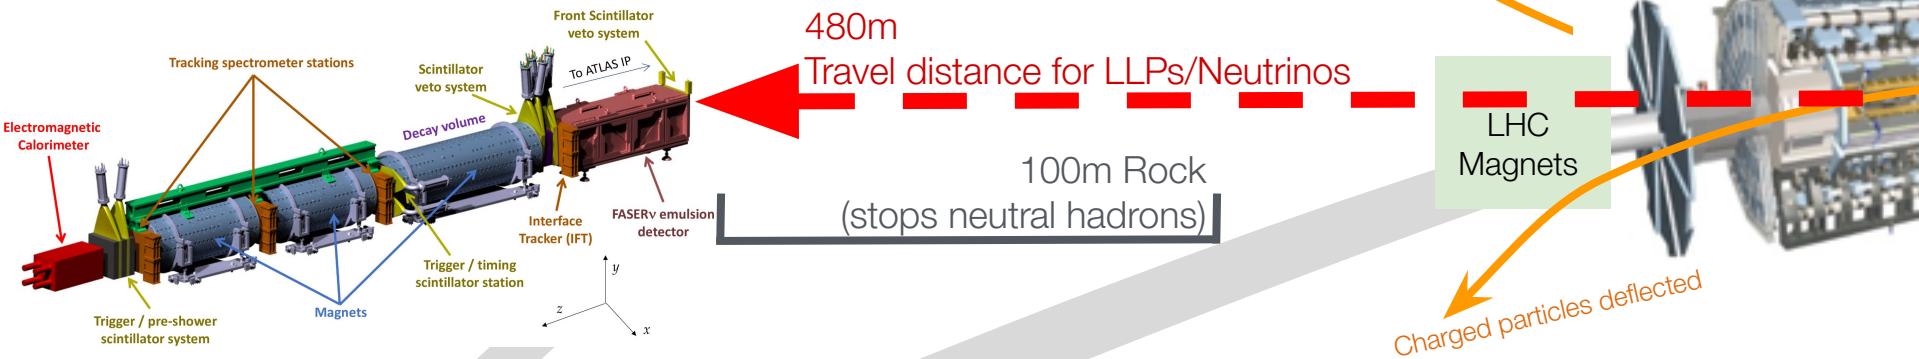 Front Scintillator
veto system
To ATLAS IP
Tracking spectrometer stations
Scintillator
veto system
Decay volume
Electromagnetic
Calorimeter
Interface
Tracker (IFT)
FASERν emulsion
detector
Trigger / timing
scintillator station
Magnets
Trigger / pre-shower
scintillator system
y
z
x
480m
Travel distance for LLPs/Neutrinos
100m Rock
(stops neutral hadrons)
LHC
Magnets
Charged particles deflected